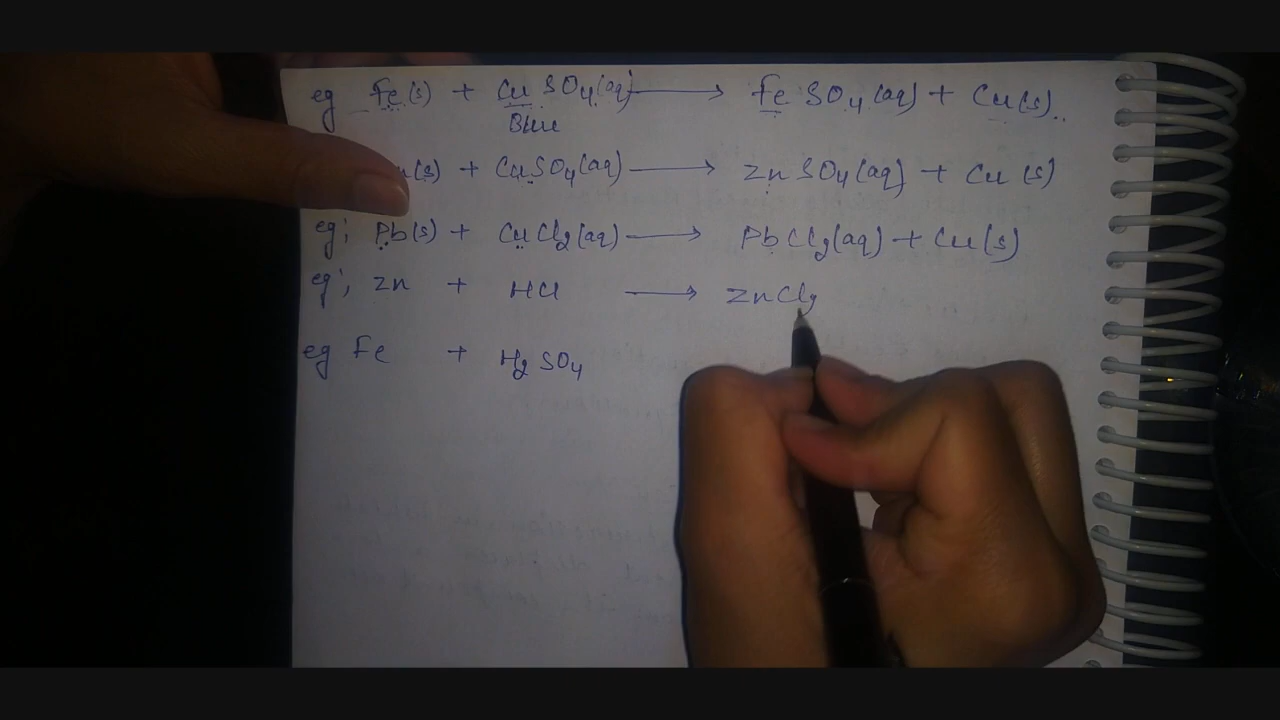 eg Fe(s) + CuSO4(aq) ⟶ FeSO4(aq) + Cu(s)
Blue
(s) + CuSO4(aq) ⟶ ZnSO4(aq) + Cu(s)
eg; Pb(s) + CuCl2(aq) ⟶ PbCl2(aq) + Cu(s)
eg; Zn + HCl ⟶ ZnCl2
eg Fe + H2SO4